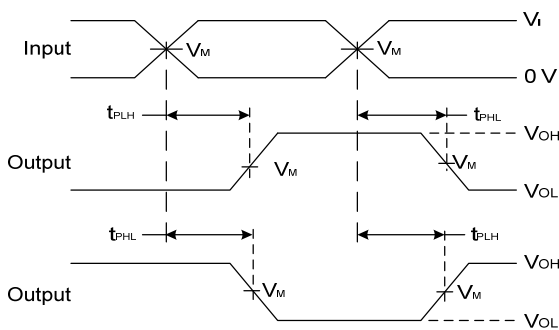 VI
Input VM VM
0 V
tPLH tPHL
VOH
Output VM VM
VOL
tPHL tPLH
VOH
Output VM VM
VOL